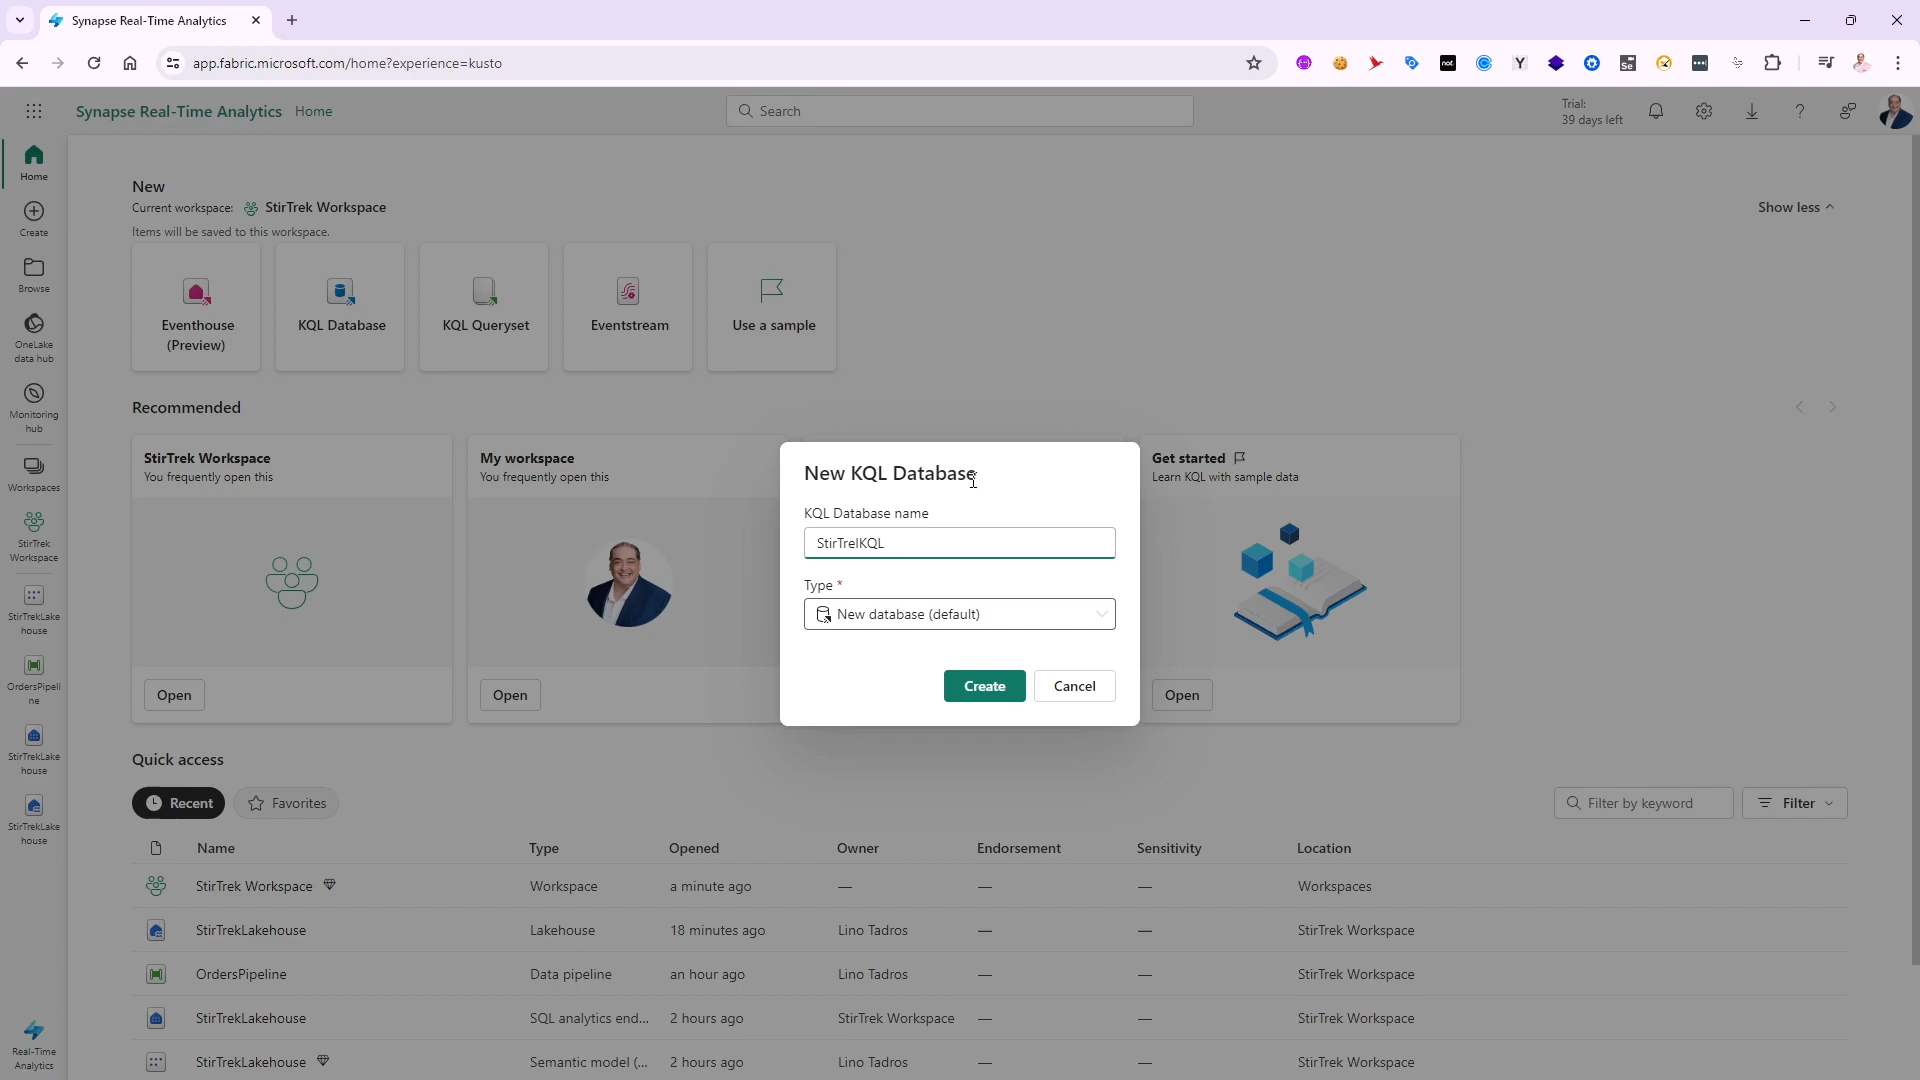 Synapse Real-Time Analytics
app.fabric.microsoft.com/home?experience=kusto
Synapse Real-Time Analytics Home
Search
Trial:
39 days left
Home
Create
Browse
OneLake
data hub
Monitoring
hub
Workspaces
StirTrek
Workspace
StirTrekLake
house
OrdersPipeli
ne
StirTrekLake
house
StirTrekLake
house
Real-Time
Analytics
New
Current workspace: StirTrek Workspace
Items will be saved to this workspace.
Show less
Eventhouse
(Preview)
KQL Database
KQL Queryset
Eventstream
Use a sample
Recommended
StirTrek Workspace
You frequently open this
Open
My workspace
You frequently open this
Open
Get started
Learn KQL with sample data
Open
New KQL Database
KQL Database name
StirTrelKQL
Type *
New database (default)
Create
Cancel
Quick access
Recent
Favorites
Filter by keyword
Filter
Name Type Opened Owner Endorsement Sensitivity Location
StirTrek Workspace Workspace a minute ago — — — Workspaces
StirTrekLakehouse Lakehouse 18 minutes ago Lino Tadros — — StirTrek Workspace
OrdersPipeline Data pipeline an hour ago Lino Tadros — — StirTrek Workspace
StirTrekLakehouse SQL analytics end... 2 hours ago StirTrek Workspace — — StirTrek Workspace
StirTrekLakehouse Semantic model (... 2 hours ago Lino Tadros — — StirTrek Workspace